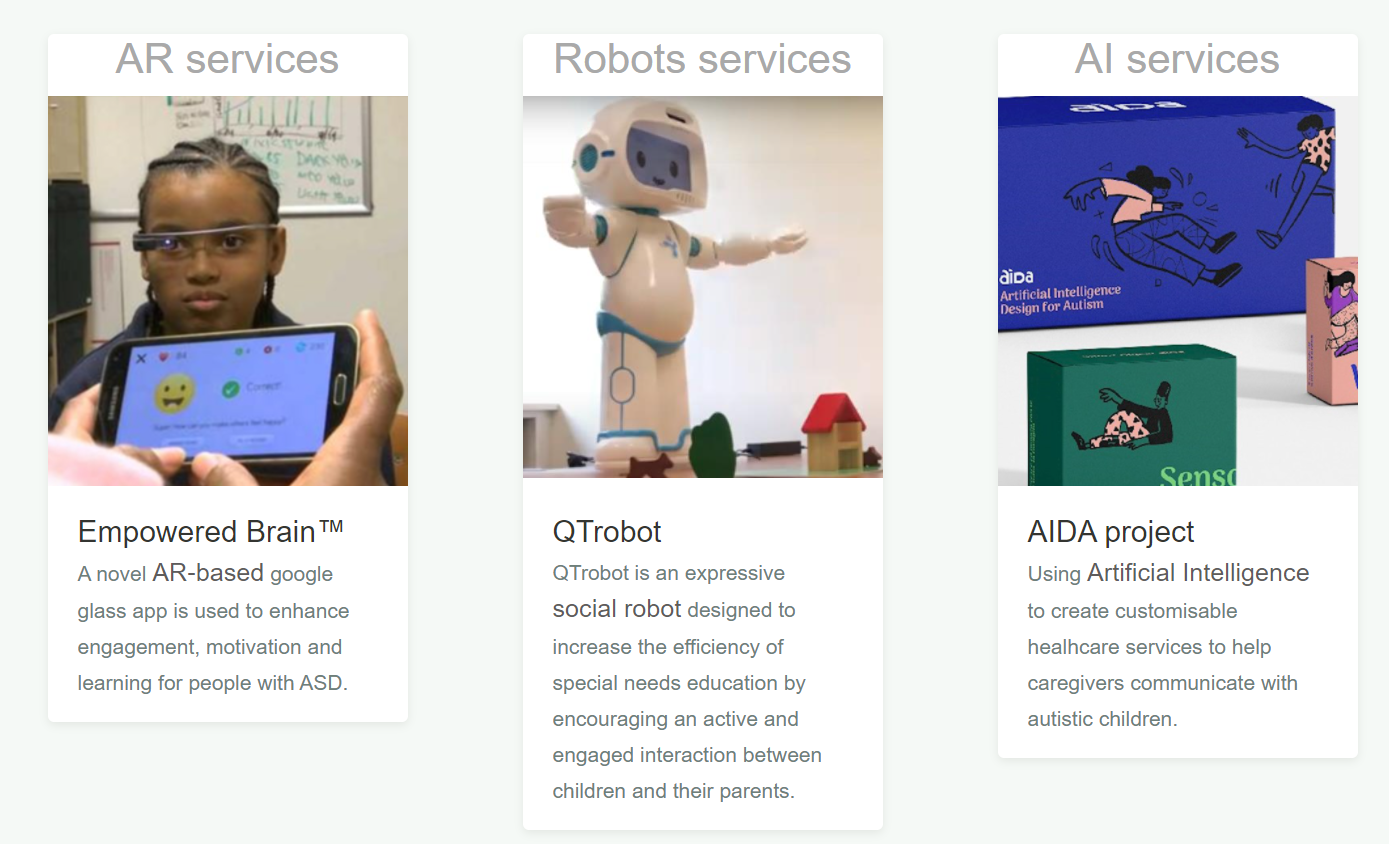 AR services
Robots services
AI services
DARK
84
Correct!
SAMSUNG
Empowered Brain™
A novel AR-based google
glass app is used to enhance
engagement, motivation and
learning for people with ASD.
QTrobot
QTrobot is an expressive
social robot designed to
increase the efficiency of
special needs education by
encouraging an active and
engaged interaction between
children and their parents.
aiDa
aiDa
Artificial Intelligence
Design for Autism
Senso
AIDA project
Using Artificial Intelligence
to create customisable
healhcare services to help
caregivers communicate with
autistic children.